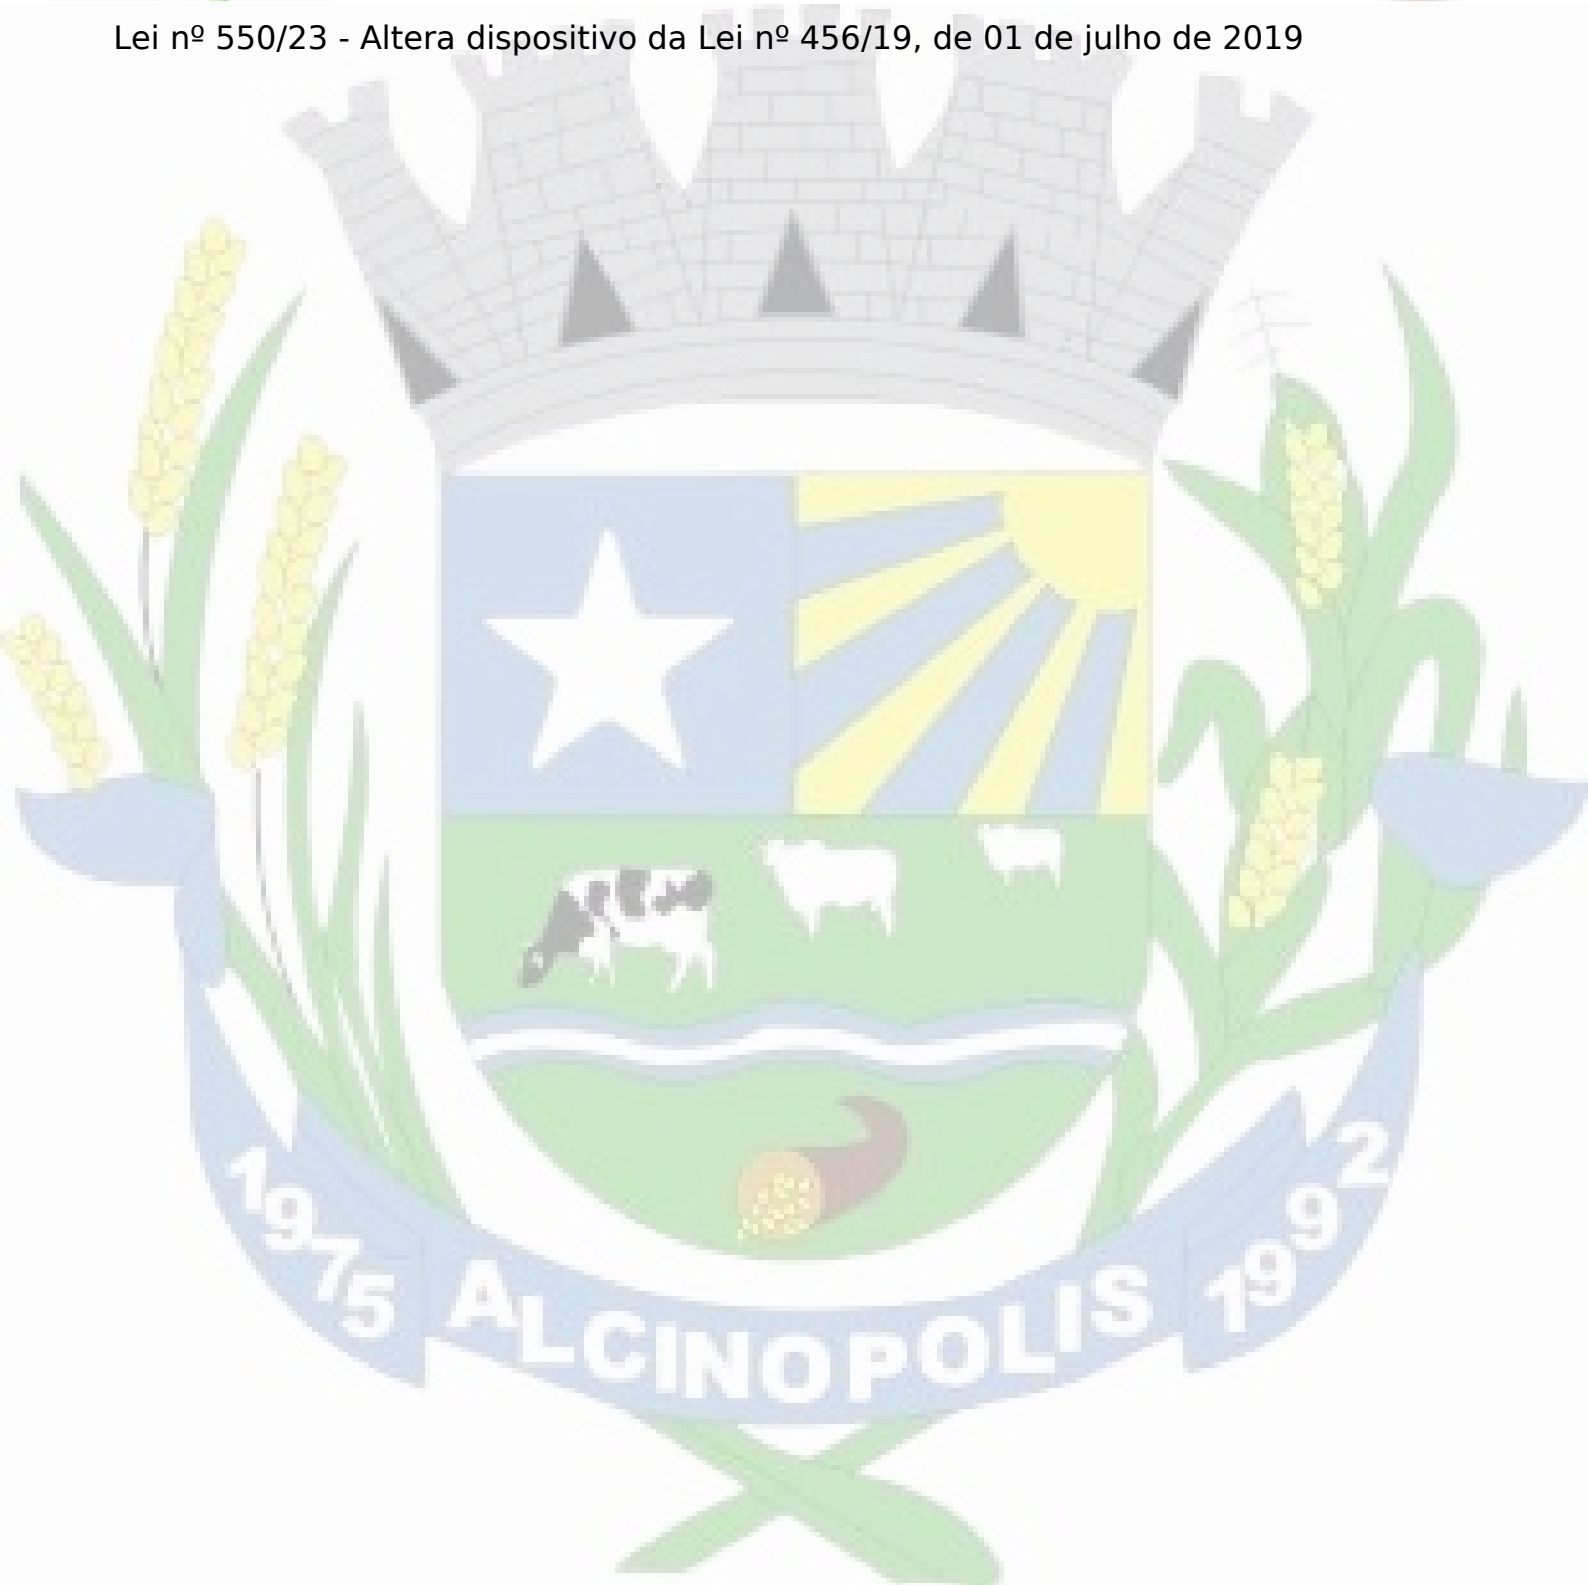 Lei nº 550/23 - Altera dispositivo da Lei nº 456/19, de 01 de julho de 2019
1975 ALCINOPOLIS 1992